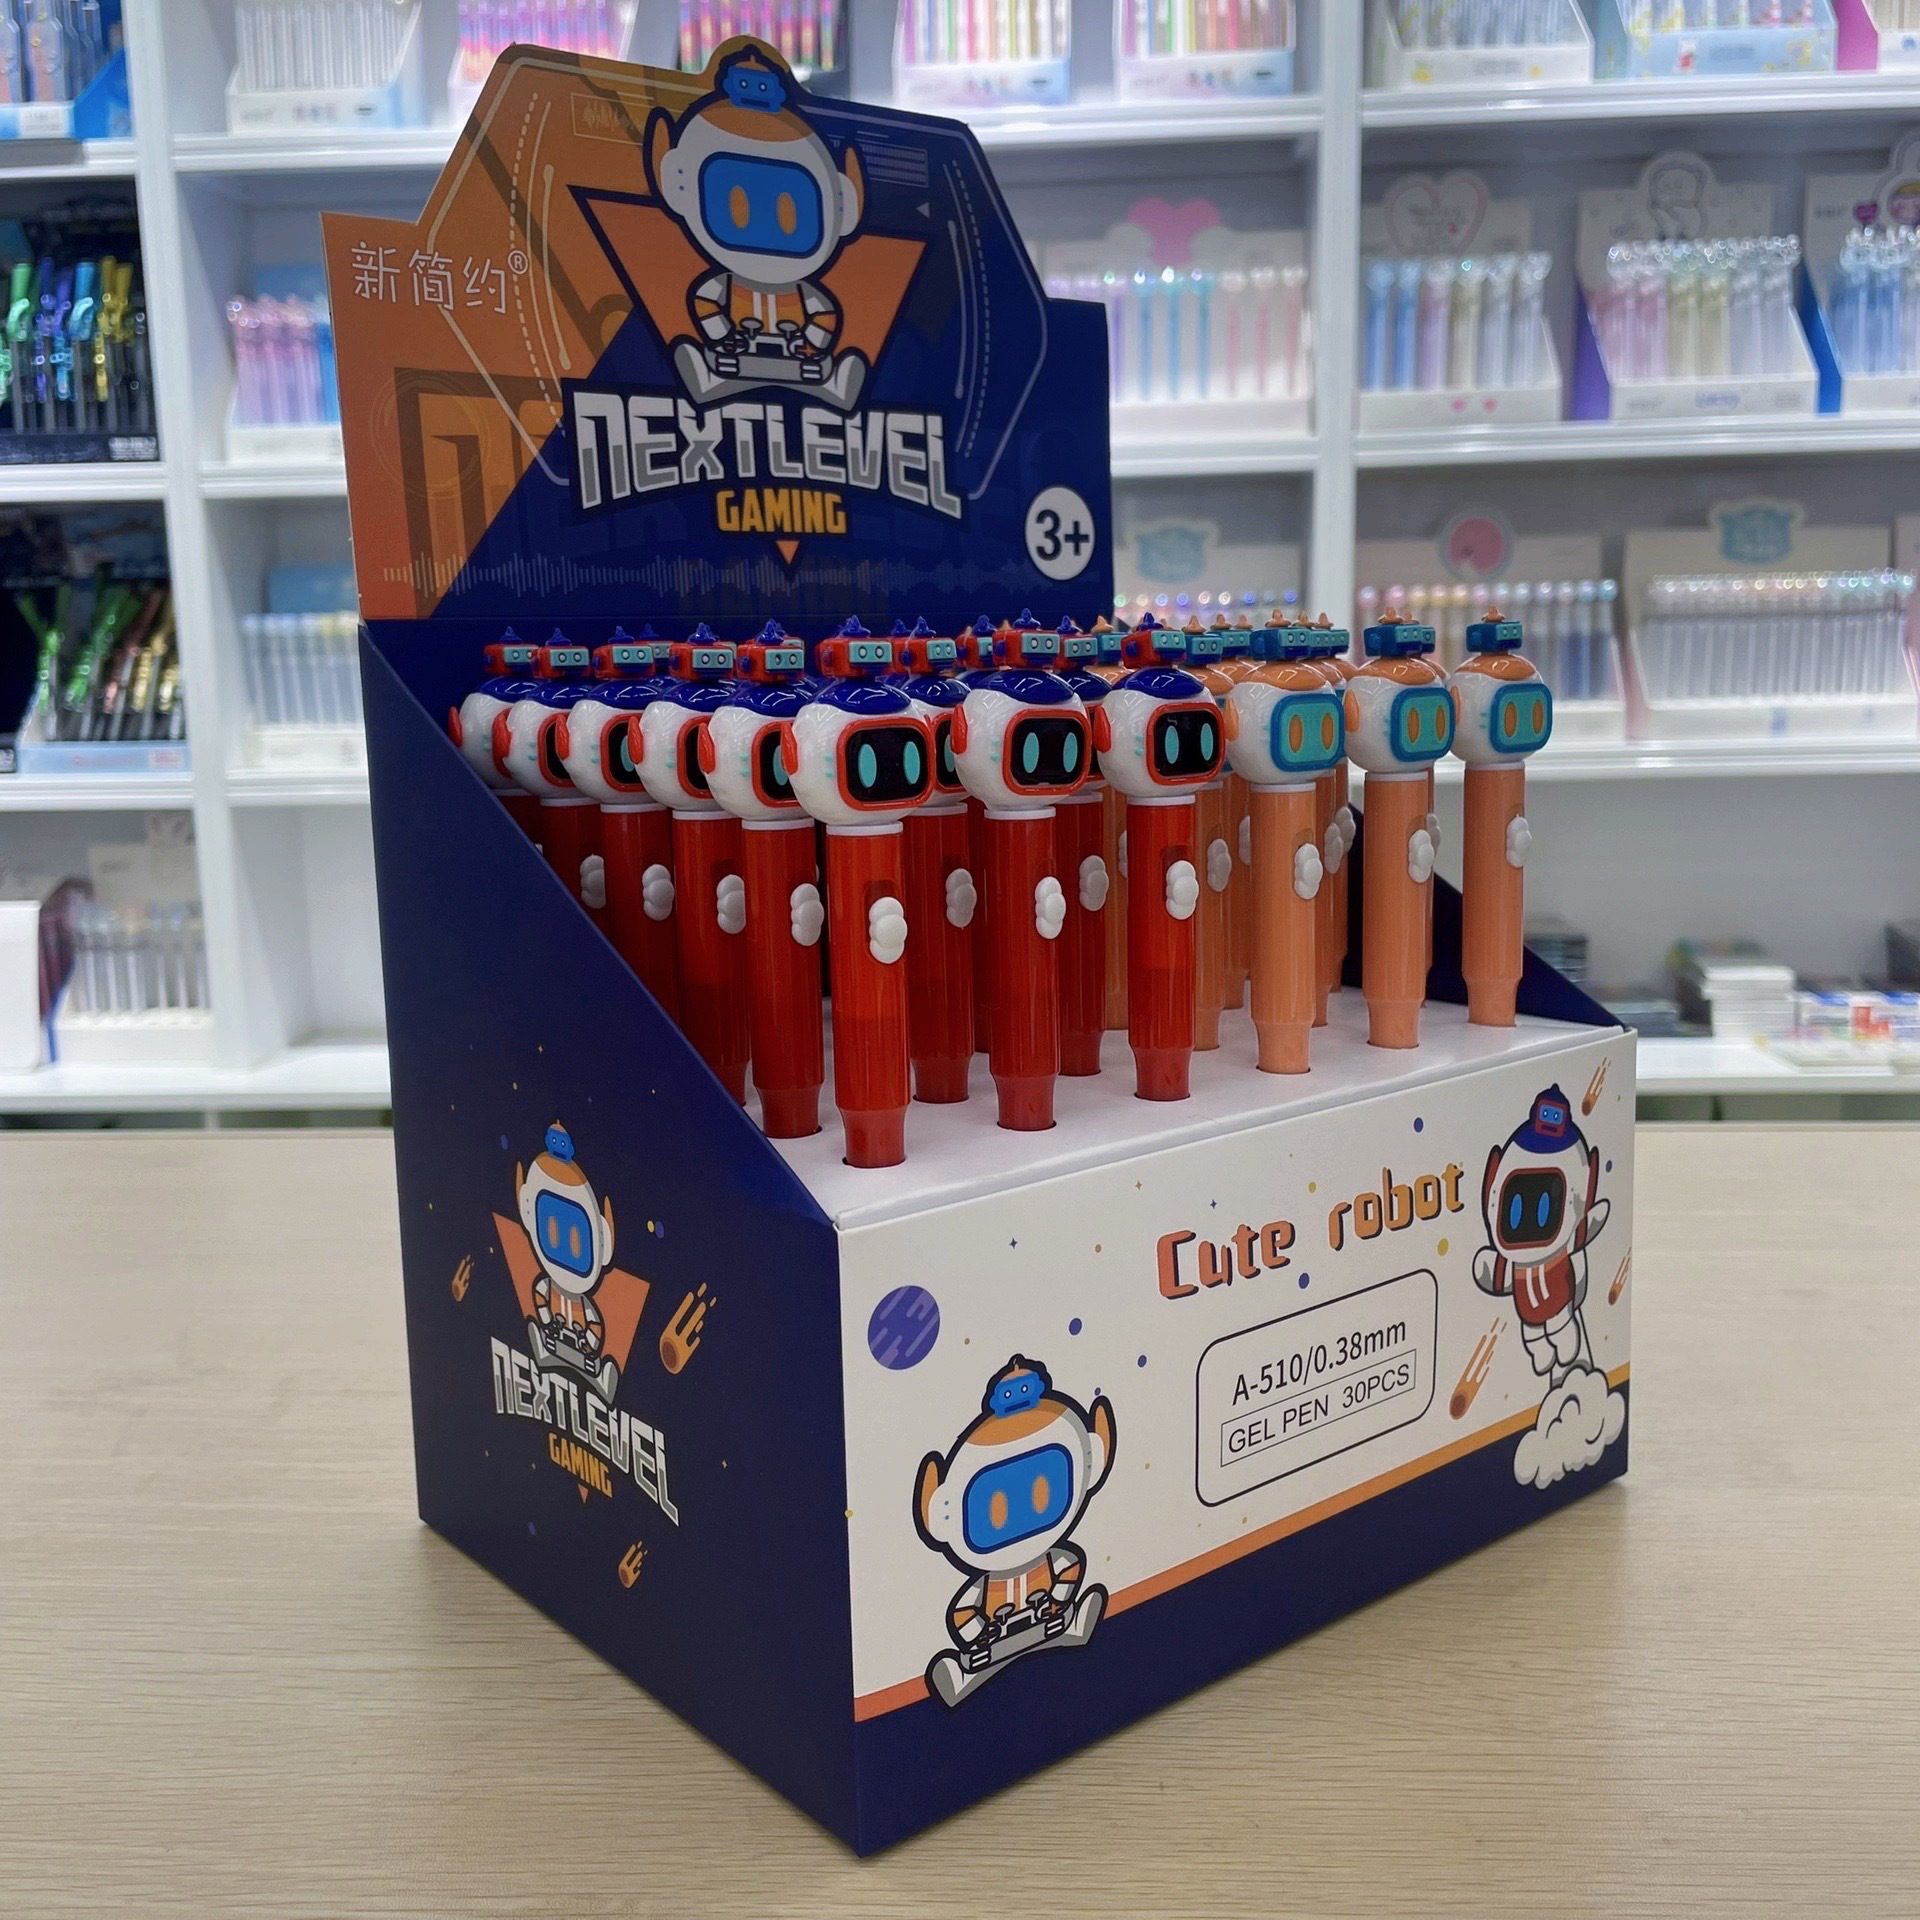 新简约®
NEXTLEVEL
GAMING
3+
Cute robot
A-510/0.38mm
GEL PEN 30PCS
NEXTLEVEL
GAMING